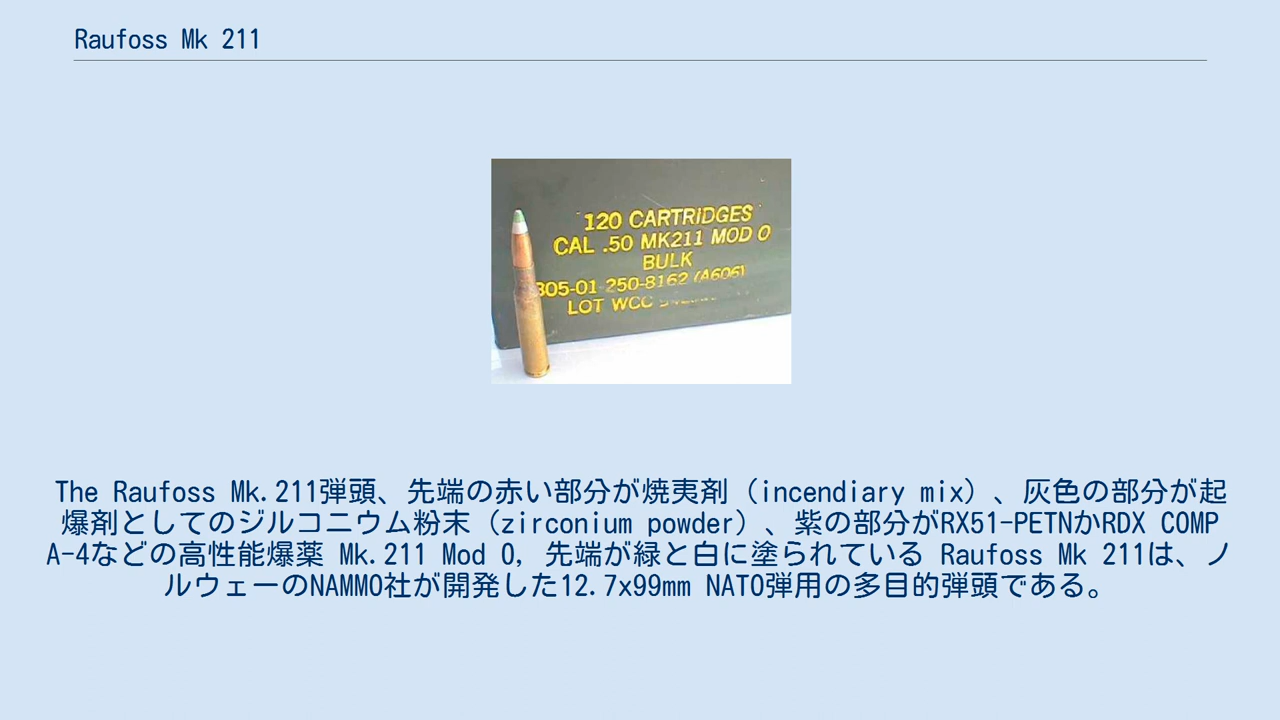 Raufoss Mk 211
120 CARTRIDGES
CAL .50 MK211 MOD 0
BULK
305-01-250-8162 (A606)
LOT WCC
The Raufoss Mk.211弾頭、先端の赤い部分が焼夷剤（incendiary mix）、灰色の部分が起
爆剤としてのジルコニウム粉末（zirconium powder）、紫の部分がRX51-PETNかRDX COMP
A-4などの高性能爆薬 Mk.211 Mod 0, 先端が緑と白に塗られている Raufoss Mk 211は、ノ
ルウェーのNAMMO社が開発した12.7x99mm NATO弾用の多目的弾頭である。